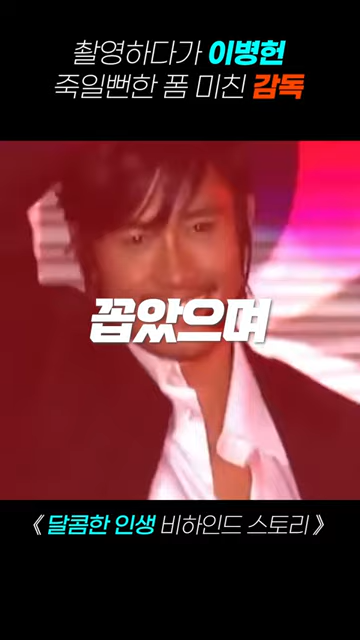 촬영하다가 이병헌
죽일뻔한 폼 미친 감독
꼽았으며
《 달콤한 인생 비하인드 스토리 》